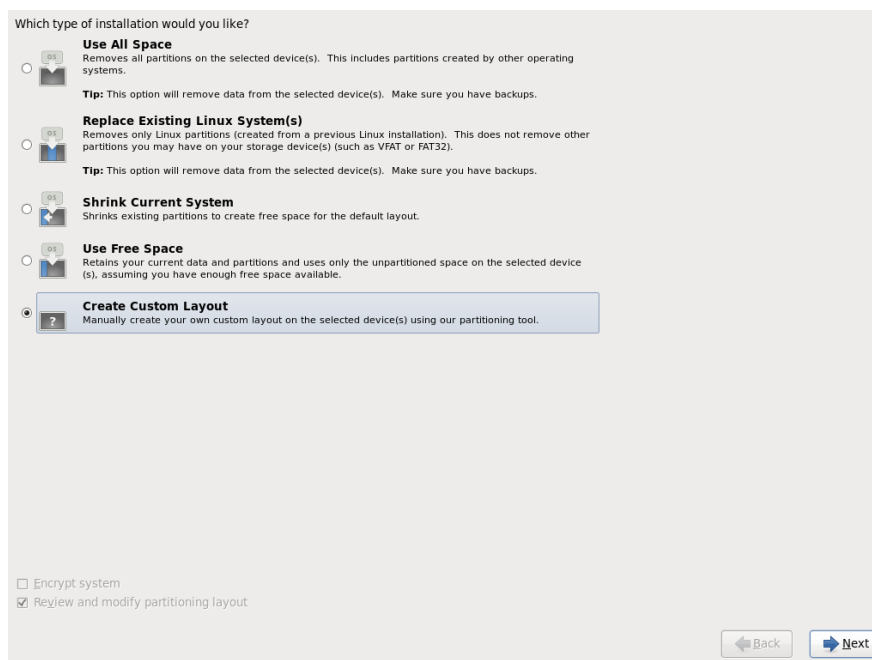 Which type of installation would you like?
OS
Use All Space
Removes all partitions on the selected device(s).  This includes partitions created by other operating
systems.
Tip: This option will remove data from the selected device(s).  Make sure you have backups.
OS
Replace Existing Linux System(s)
Removes only Linux partitions (created from a previous Linux installation).  This does not remove other
partitions you may have on your storage device(s) (such as VFAT or FAT32).
Tip: This option will remove data from the selected device(s).  Make sure you have backups.
OS
Shrink Current System
Shrinks existing partitions to create free space for the default layout.
OS
Use Free Space
Retains your current data and partitions and uses only the unpartitioned space on the selected device
(s), assuming you have enough free space available.
?
Create Custom Layout
Manually create your own custom layout on the selected device(s) using our partitioning tool.
Encrypt system
Review and modify partitioning layout
Back
Next